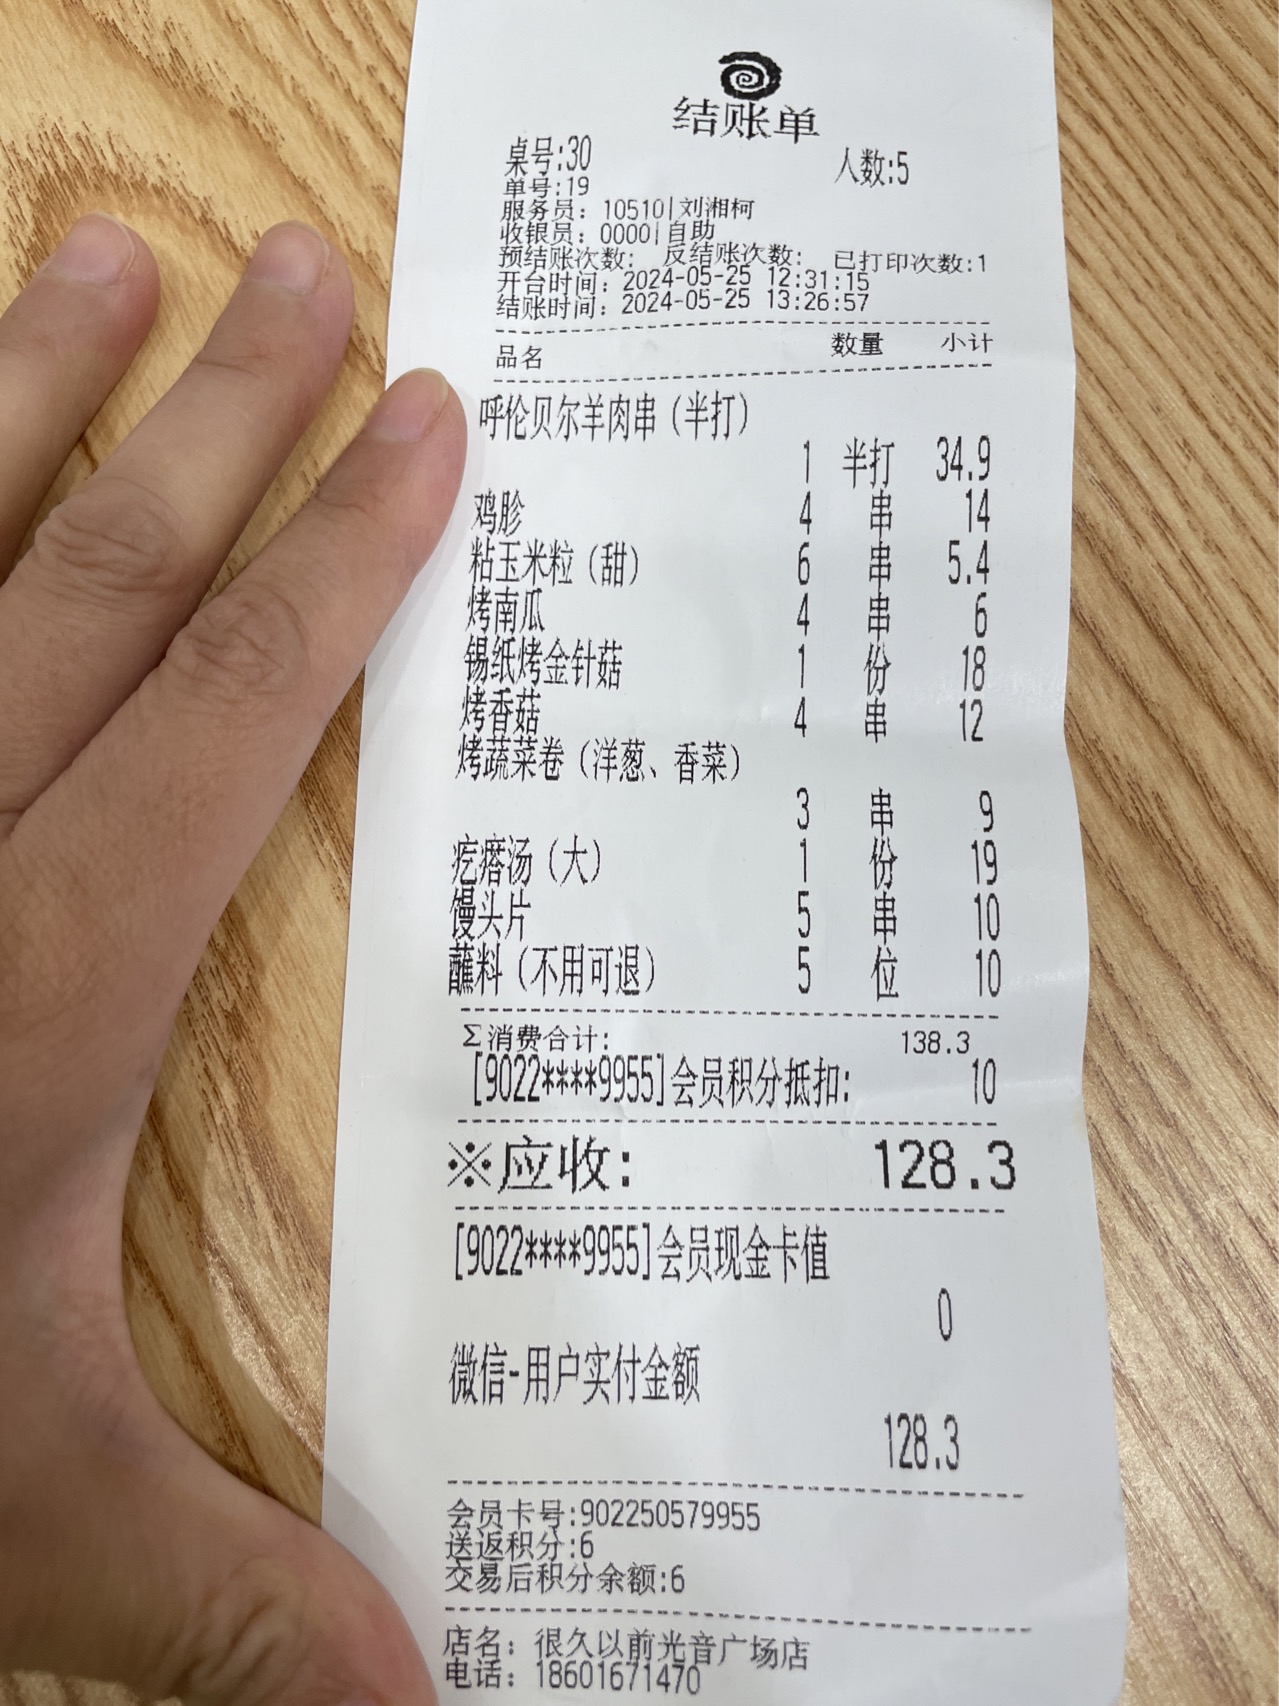 结账单
桌号:30 人数:5
单号:19
服务员: 10510|刘湘柯
收银员: 0000|自助
预结账次数: 反结账次数: 已打印次数:1
开台时间: 2024-05-25 12:31:15
结账时间: 2024-05-25 13:26:57
品名 数量 小计
呼伦贝尔羊肉串(半打)
1 半打 34.9
鸡胗 4 串 14
粘玉米粒(甜) 6 串 5.4
烤南瓜 4 串 6
锡纸烤金针菇 1 份 18
烤香菇 4 串 12
烤蔬菜卷(洋葱、香菜)
3 串 9
疙瘩汤(大) 1 份 19
馒头片 5 串 10
蘸料(不用可退) 5 位 10
Σ消费合计: 138.3
[9022****9955]会员积分抵扣: 10
※应收: 128.3
[9022****9955]会员现金卡值
0
微信-用户实付金额
128.3
会员卡号:902250579955
送返积分:6
交易后积分余额:6
店名: 很久以前光音广场店
电话: 18601671470